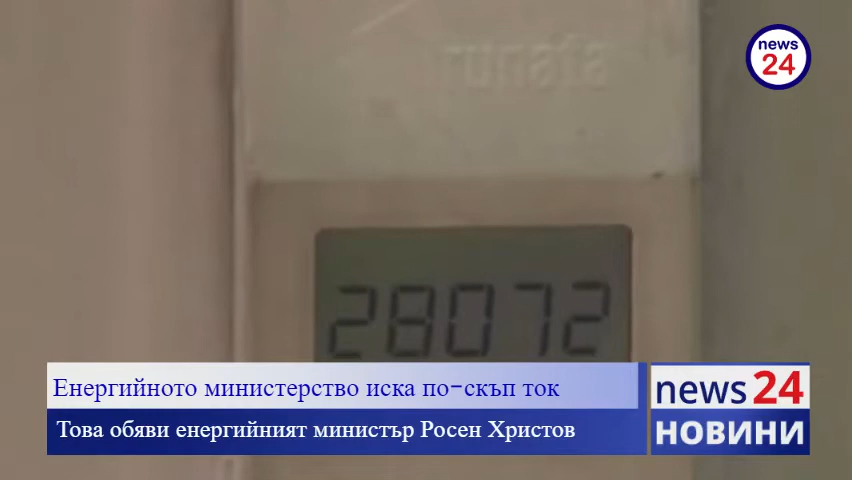 news
24
28072
Енергийното министерство иска по-скъп ток
Това обяви енергийният министър Росен Христов
news24
НОВИНИ